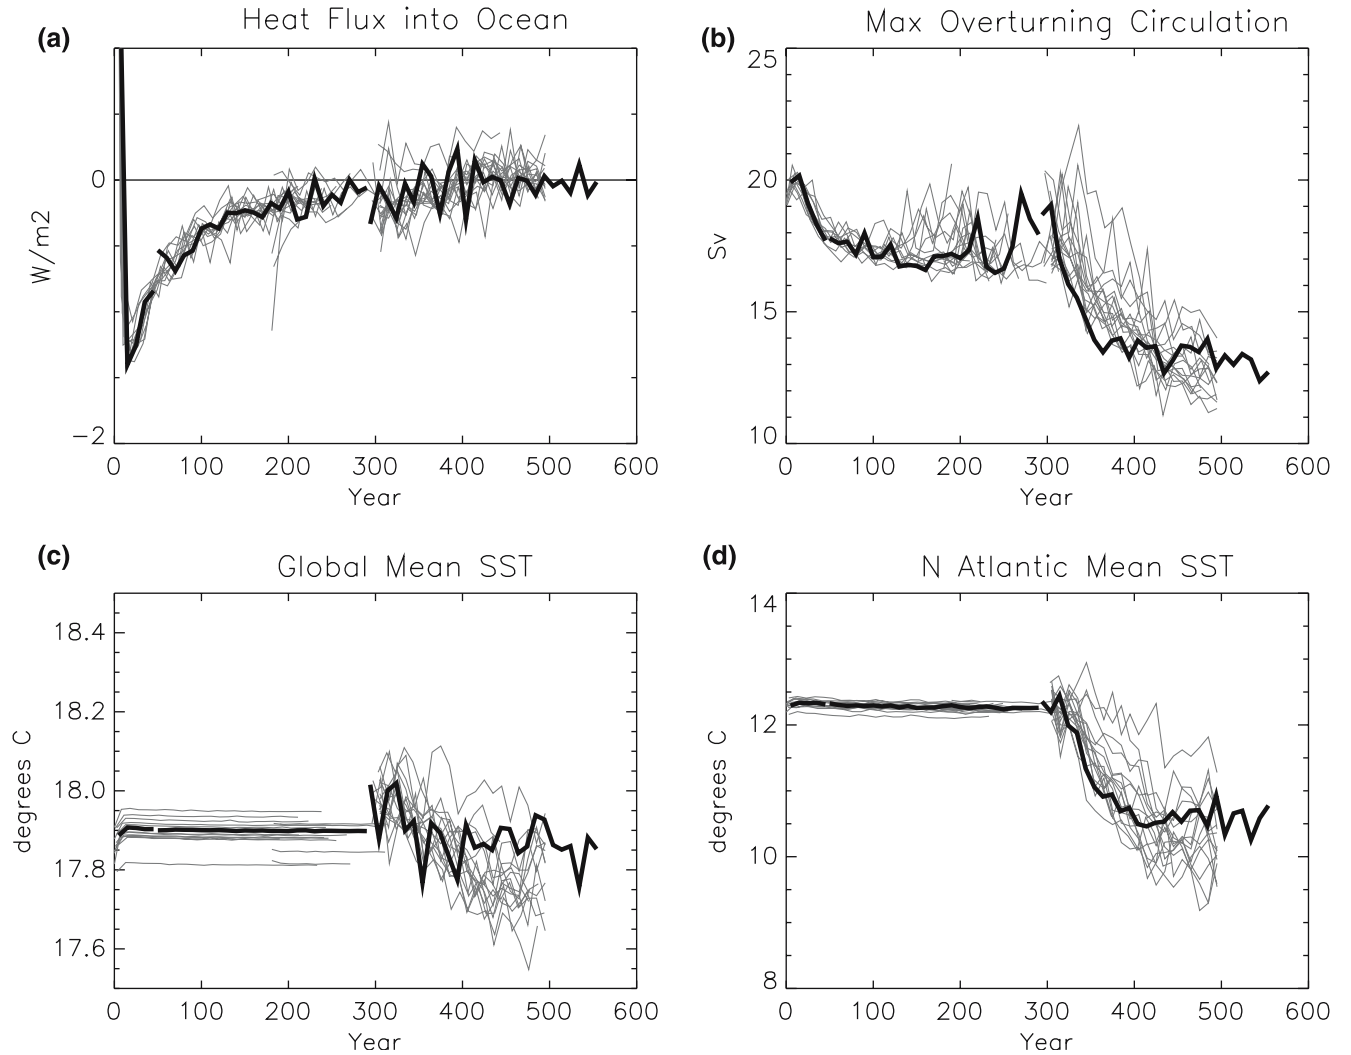 (a) Heat Flux into Ocean
W/m2
0
−2
0 100 200 300 400 500 600
Year
(b) Max Overturning Circulation
Sv
25
20
15
10
0 100 200 300 400 500 600
Year
(c) Global Mean SST
degrees C
18.4
18.2
18.0
17.8
17.6
0 100 200 300 400 500 600
Year
(d) N Atlantic Mean SST
degrees C
14
12
10
8
0 100 200 300 400 500 600
Year